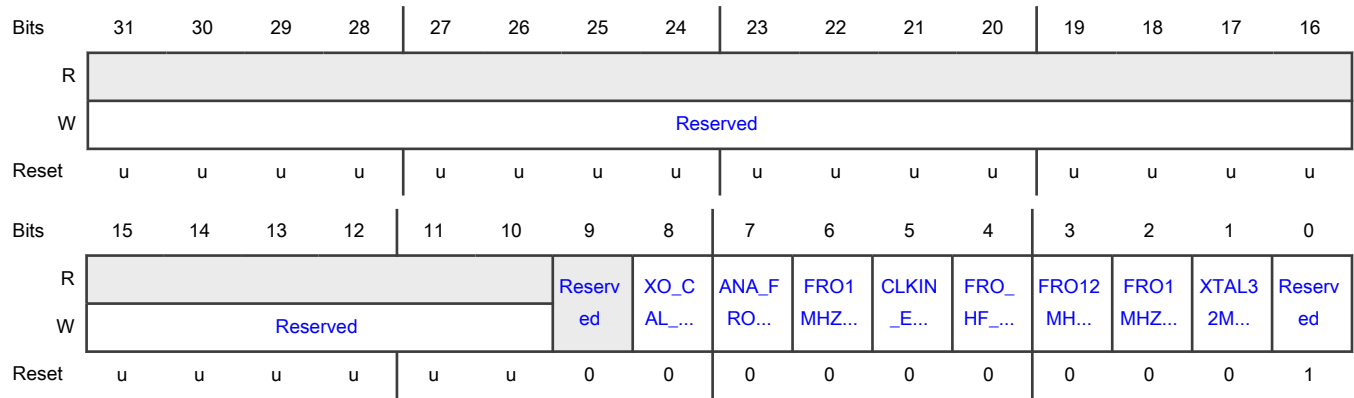 Bits 31 30 29 28 27 26 25 24 23 22 21 20 19 18 17 16
R
W Reserved
Reset u u u u u u u u u u u u u u u u
Bits 15 14 13 12 11 10 9 8 7 6 5 4 3 2 1 0
R Reserv XO_C ANA_F FRO1 CLKIN FRO_ FRO12 FRO1 XTAL3 Reserv
W Reserved ed AL_... RO... MHZ... _E... HF_... MH... MHZ... 2M... ed
Reset u u u u u u 0 0 0 0 0 0 0 0 0 1